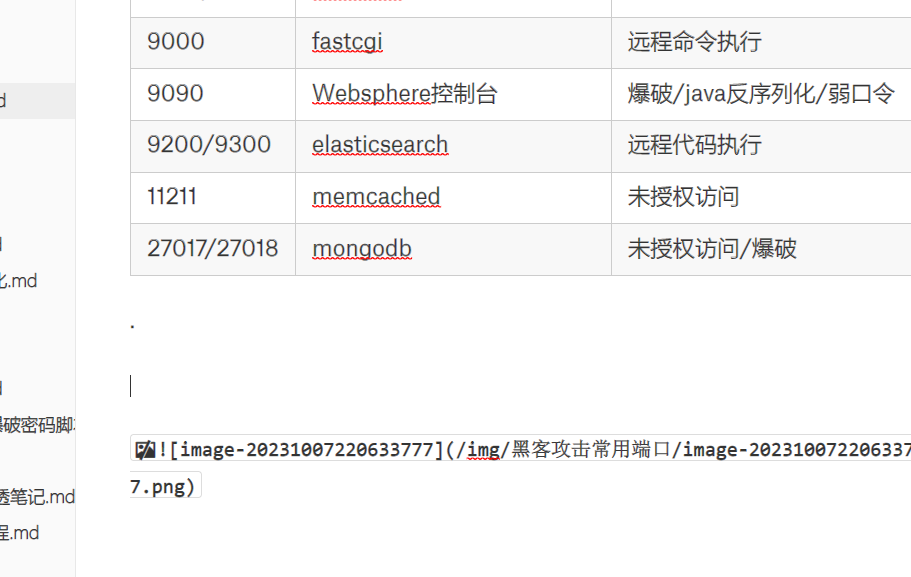 9000 fastcgi 远程命令执行
d
9090 Websphere控制台 爆破/java反序列化/弱口令
9200/9300 elasticsearch 远程代码执行
11211 memcached 未授权访问
27017/27018 mongodb 未授权访问/爆破
.md
.
破密码脚
![image-20231007220633777](/img/黑客攻击常用端口/image-2023100722063377
7.png)
透笔记.md
程.md